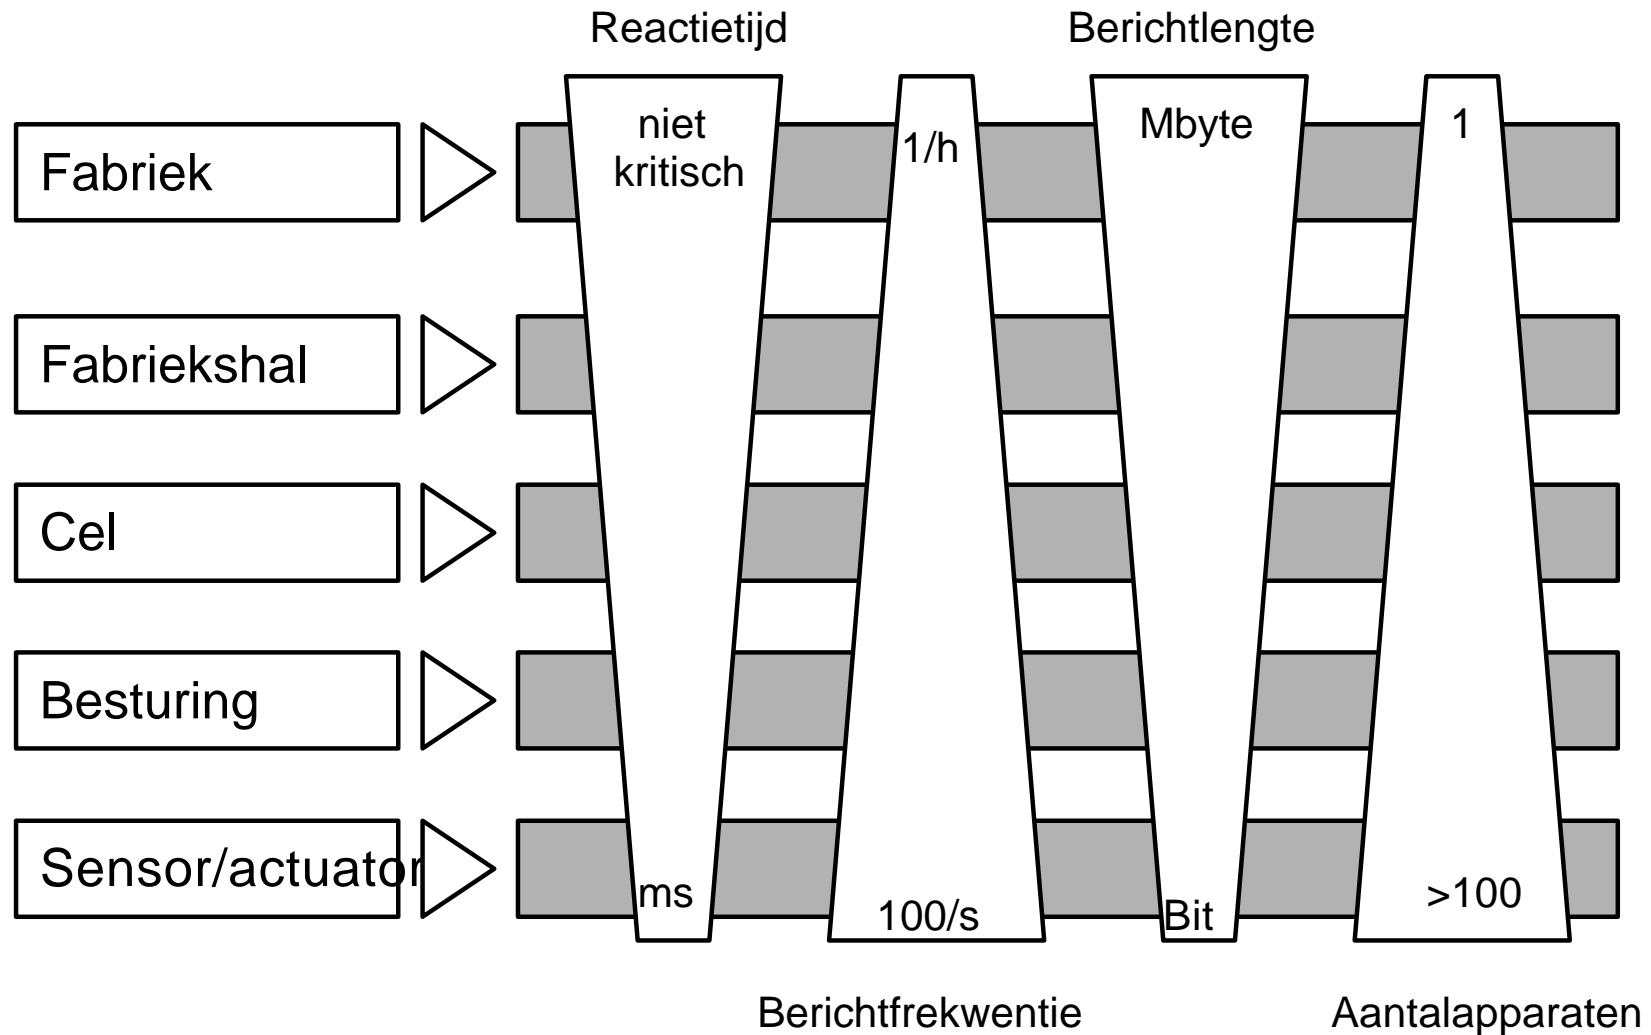 Reactietijd
Berichtlengte
niet
kritisch
1/h
Mbyte
1
Fabriek
Fabriekshal
Cel
Besturing
Sensor/actuator
ms
100/s
Bit
>100
Berichtfrekwentie
Aantalapparaten